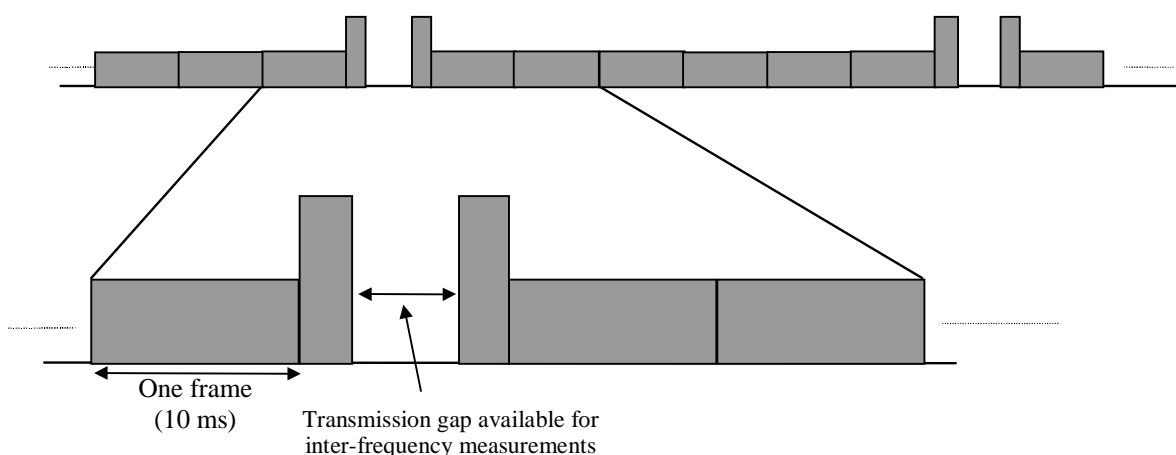 One frame
(10 ms)
Transmission gap available for
inter-frequency measurements